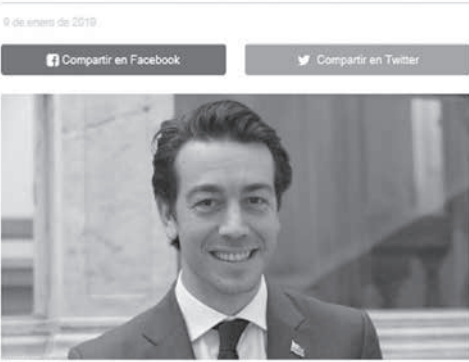 9 de enero de 2019
Compartir en Facebook
Compartir en Twitter